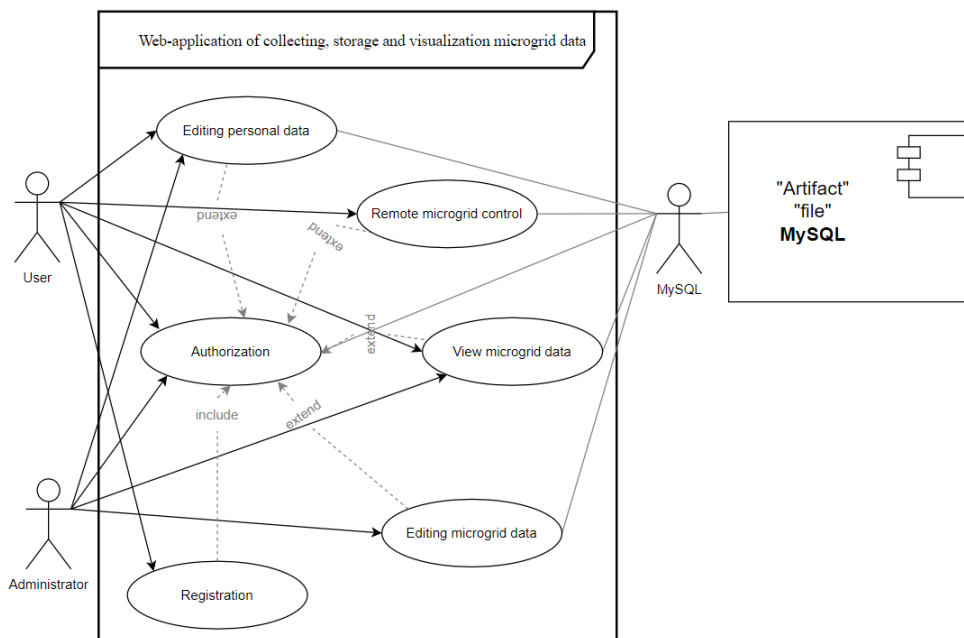 Web-application of collecting, storage and visualization microgrid data
Editing personal data
"Artifact"
"file"
MySQL
Remote microgrid control
extend
extend
User
MySQL
Authorization
extend
View microgrid data
include
extend
Editing microgrid data
Administrator
Registration